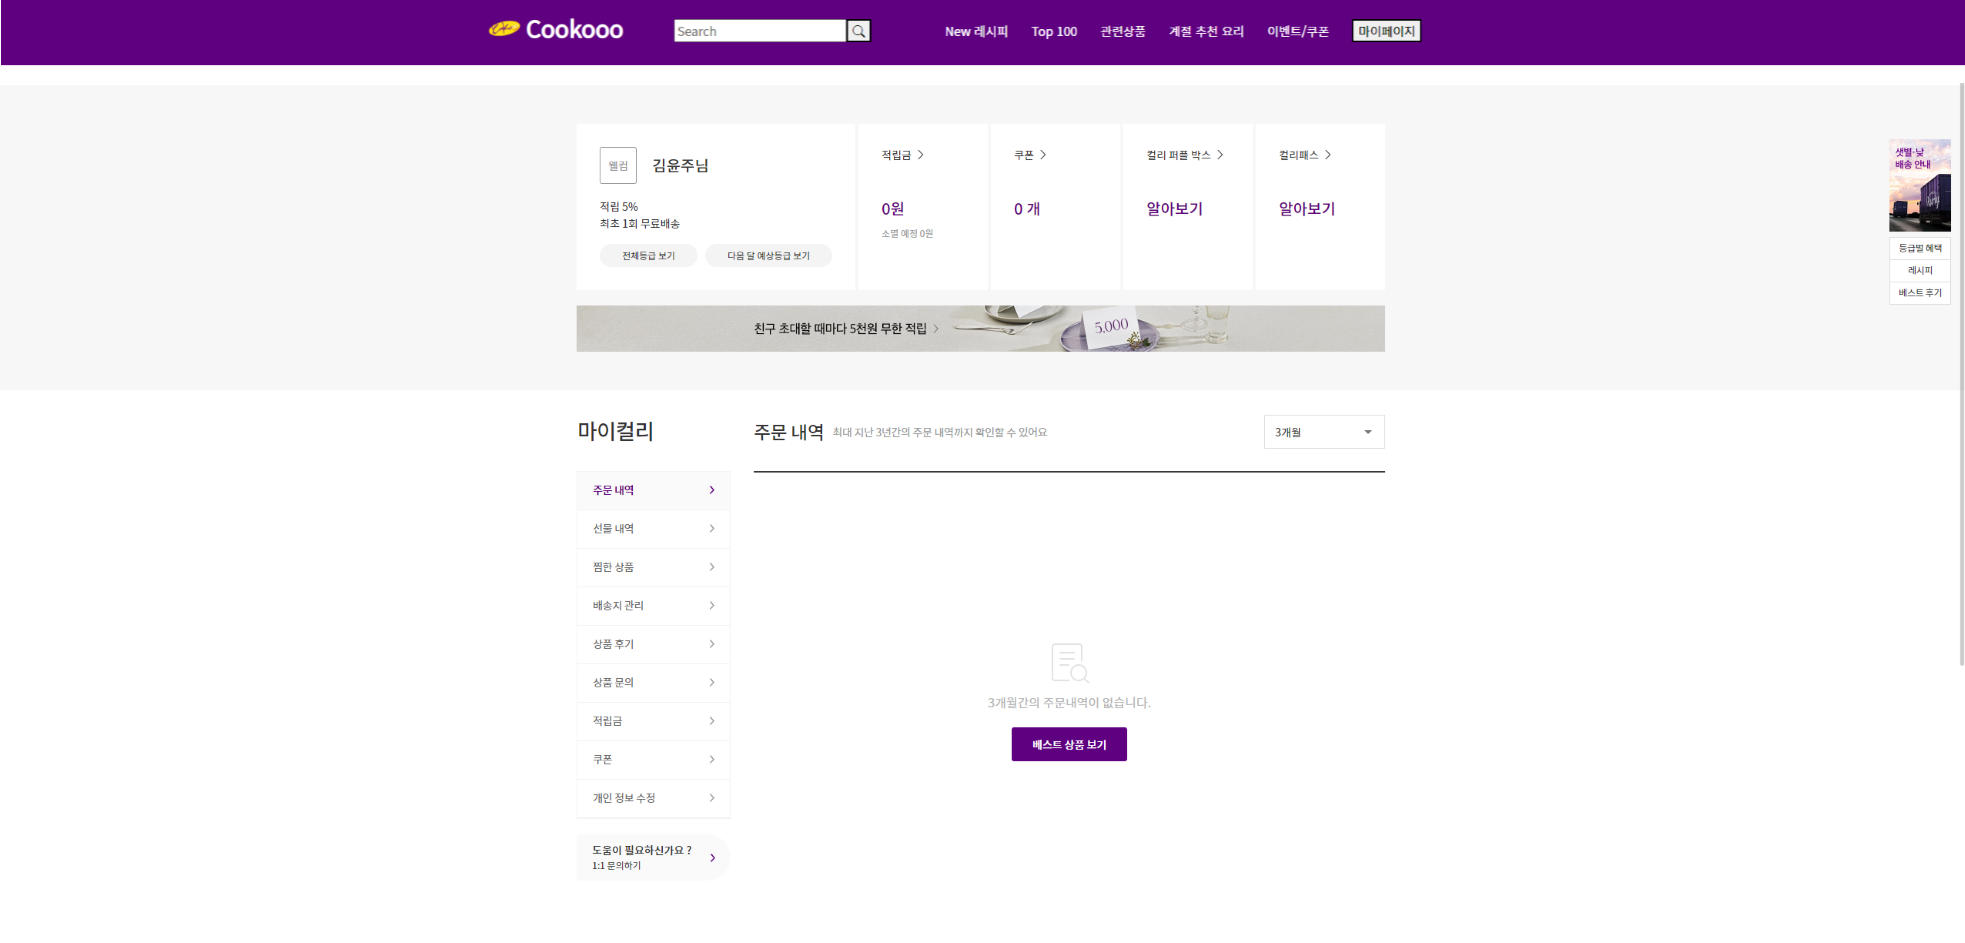 Cookooo
Search
New 레시피
Top 100
관련상품
계절 추천 요리
이벤트/쿠폰
마이페이지
웰컴
김윤주님
적립 5%
최초 1회 무료배송
전체등급 보기
다음 달 예상등급 보기
적립금
0원
소멸 예정 0원
쿠폰
0 개
컬리 퍼플 박스
알아보기
컬리패스
알아보기
샛별·낮
배송 안내
등급별 혜택
레시피
베스트 후기
친구 초대할 때마다 5천원 무한 적립
5,000
마이컬리
주문 내역
선물 내역
찜한 상품
배송지 관리
상품 후기
상품 문의
적립금
쿠폰
개인 정보 수정
도움이 필요하신가요 ?
1:1 문의하기
주문 내역
최대 지난 3년간의 주문 내역까지 확인할 수 있어요
3개월
3개월간의 주문내역이 없습니다.
베스트 상품 보기